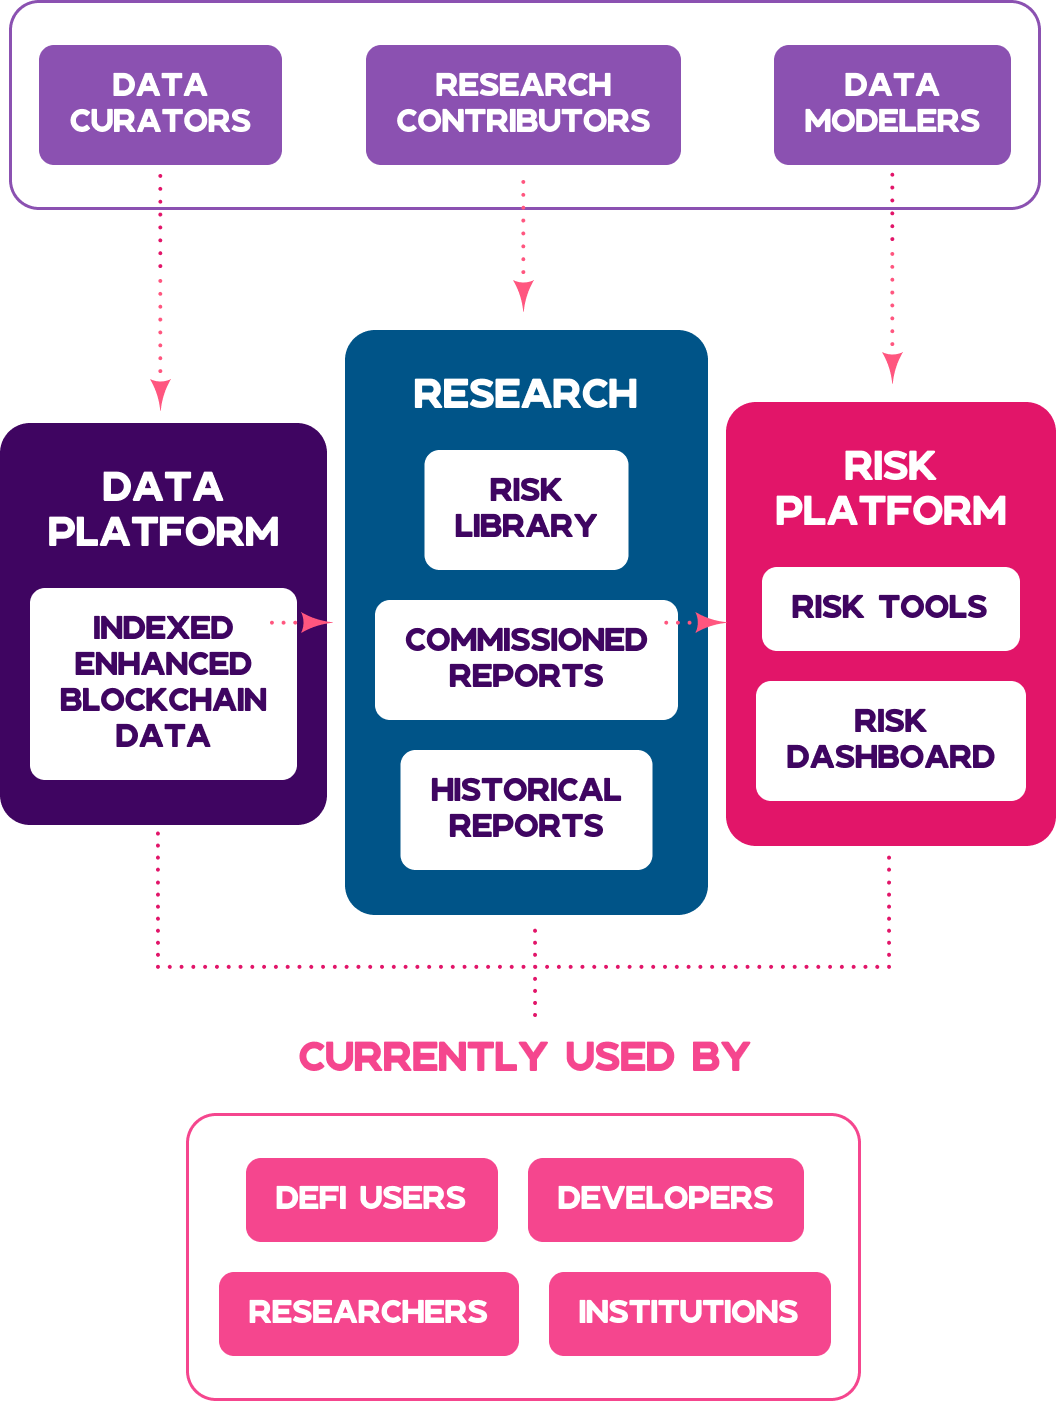 DATA
CURATORS
RESEARCH
CONTRIBUTORS
DATA
MODELERS
DATA
PLATFORM
INDEXED
ENHANCED
BLOCKCHAIN
DATA
RESEARCH
RISK
LIBRARY
COMMISSIONED
REPORTS
HISTORICAL
REPORTS
RISK
PLATFORM
RISK TOOLS
RISK
DASHBOARD
CURRENTLY USED BY
DEFI USERS
DEVELOPERS
RESEARCHERS
INSTITUTIONS